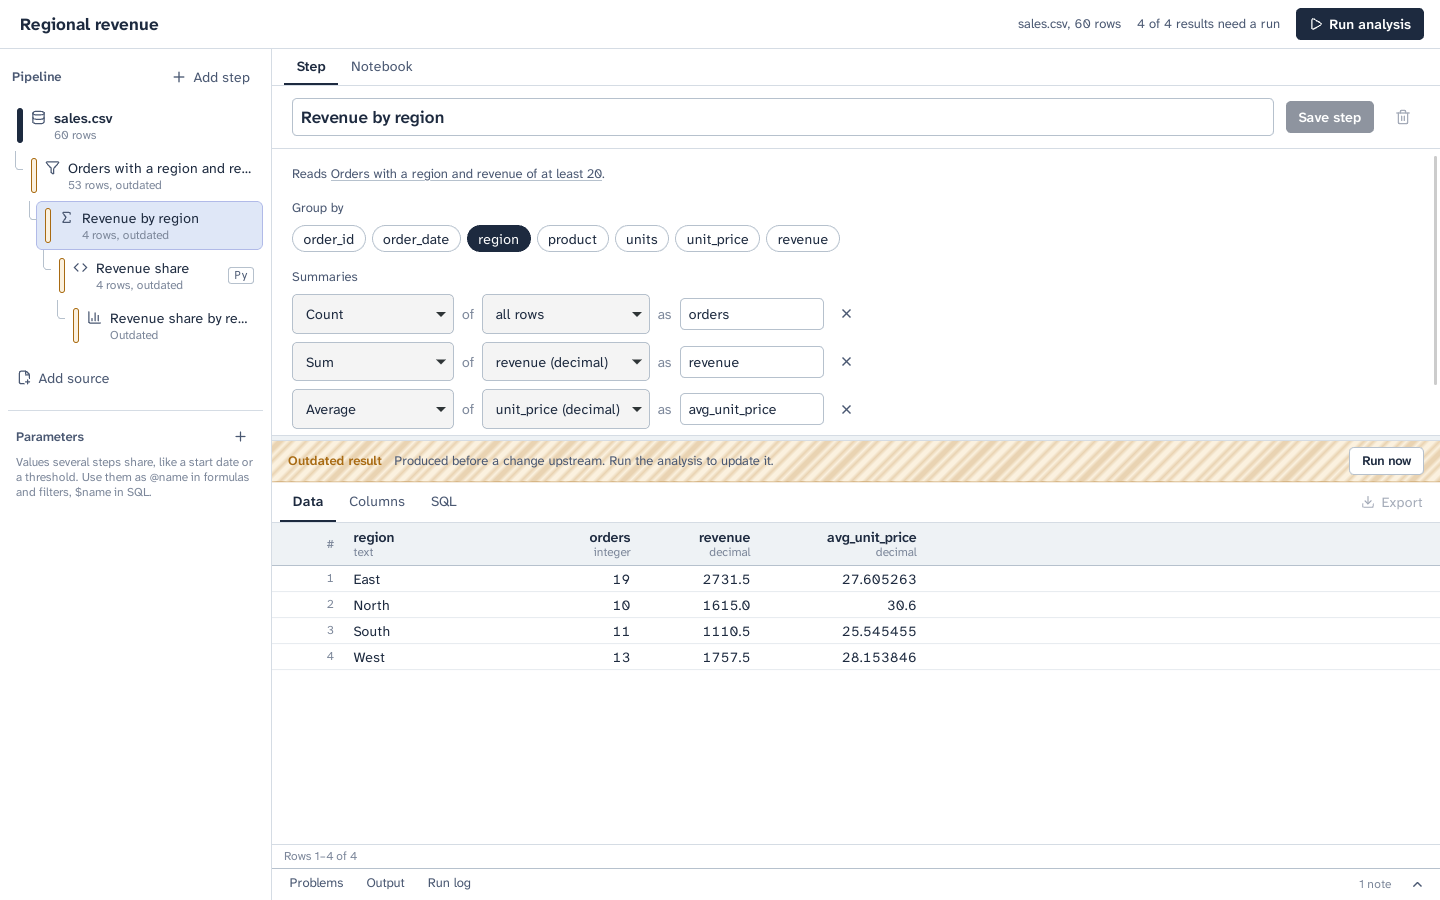 Regional revenue
sales.csv, 60 rows
4 of 4 results need a run
Run analysis
Pipeline
Add step
sales.csv
60 rows
Orders with a region and re...
53 rows, outdated
Revenue by region
4 rows, outdated
Revenue share
4 rows, outdated
Py
Revenue share by re...
Outdated
Add source
Parameters
Values several steps share, like a start date or
a threshold. Use them as @name in formulas
and filters, $name in SQL.
Step
Notebook
Revenue by region
Save step
Reads Orders with a region and revenue of at least 20.
Group by
order_id order_date region product units unit_price revenue
Summaries
Count of all rows as orders
Sum of revenue (decimal) as revenue
Average of unit_price (decimal) as avg_unit_price
Outdated result Produced before a change upstream. Run the analysis to update it.
Run now
Data Columns SQL
Export
# region orders revenue avg_unit_price
text integer decimal decimal
1 East 19 2731.5 27.605263
2 North 10 1615.0 30.6
3 South 11 1110.5 25.545455
4 West 13 1757.5 28.153846
Rows 1–4 of 4
Problems Output Run log
1 note